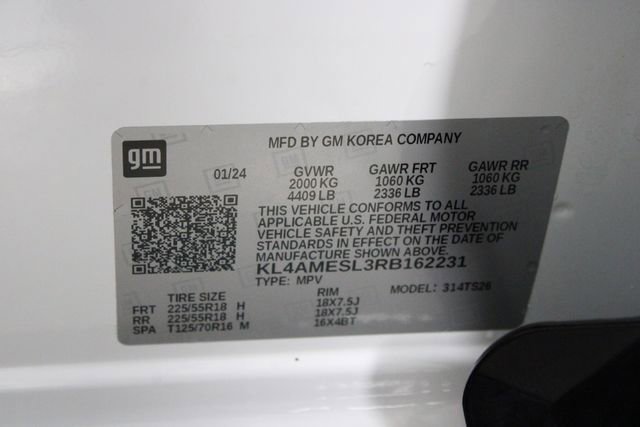 MFD BY GM KOREA COMPANY
gm
01/24 GVWR GAWR FRT GAWR RR
2000 KG 1060 KG 1060 KG
4409 LB 2336 LB 2336 LB
THIS VEHICLE CONFORMS TO ALL
APPLICABLE U.S. FEDERAL MOTOR
VEHICLE SAFETY AND THEFT PREVENTION
STANDARDS IN EFFECT ON THE DATE OF
MANUFACTURE SHOWN ABOVE.
KL4AMESL3RB162231
TYPE: MPV MODEL: 314TS26
TIRE SIZE RIM
FRT 225/55R18 H 18X7.5J
RR 225/55R18 H 18X7.5J
SPA T125/70R16 M 16X4BT